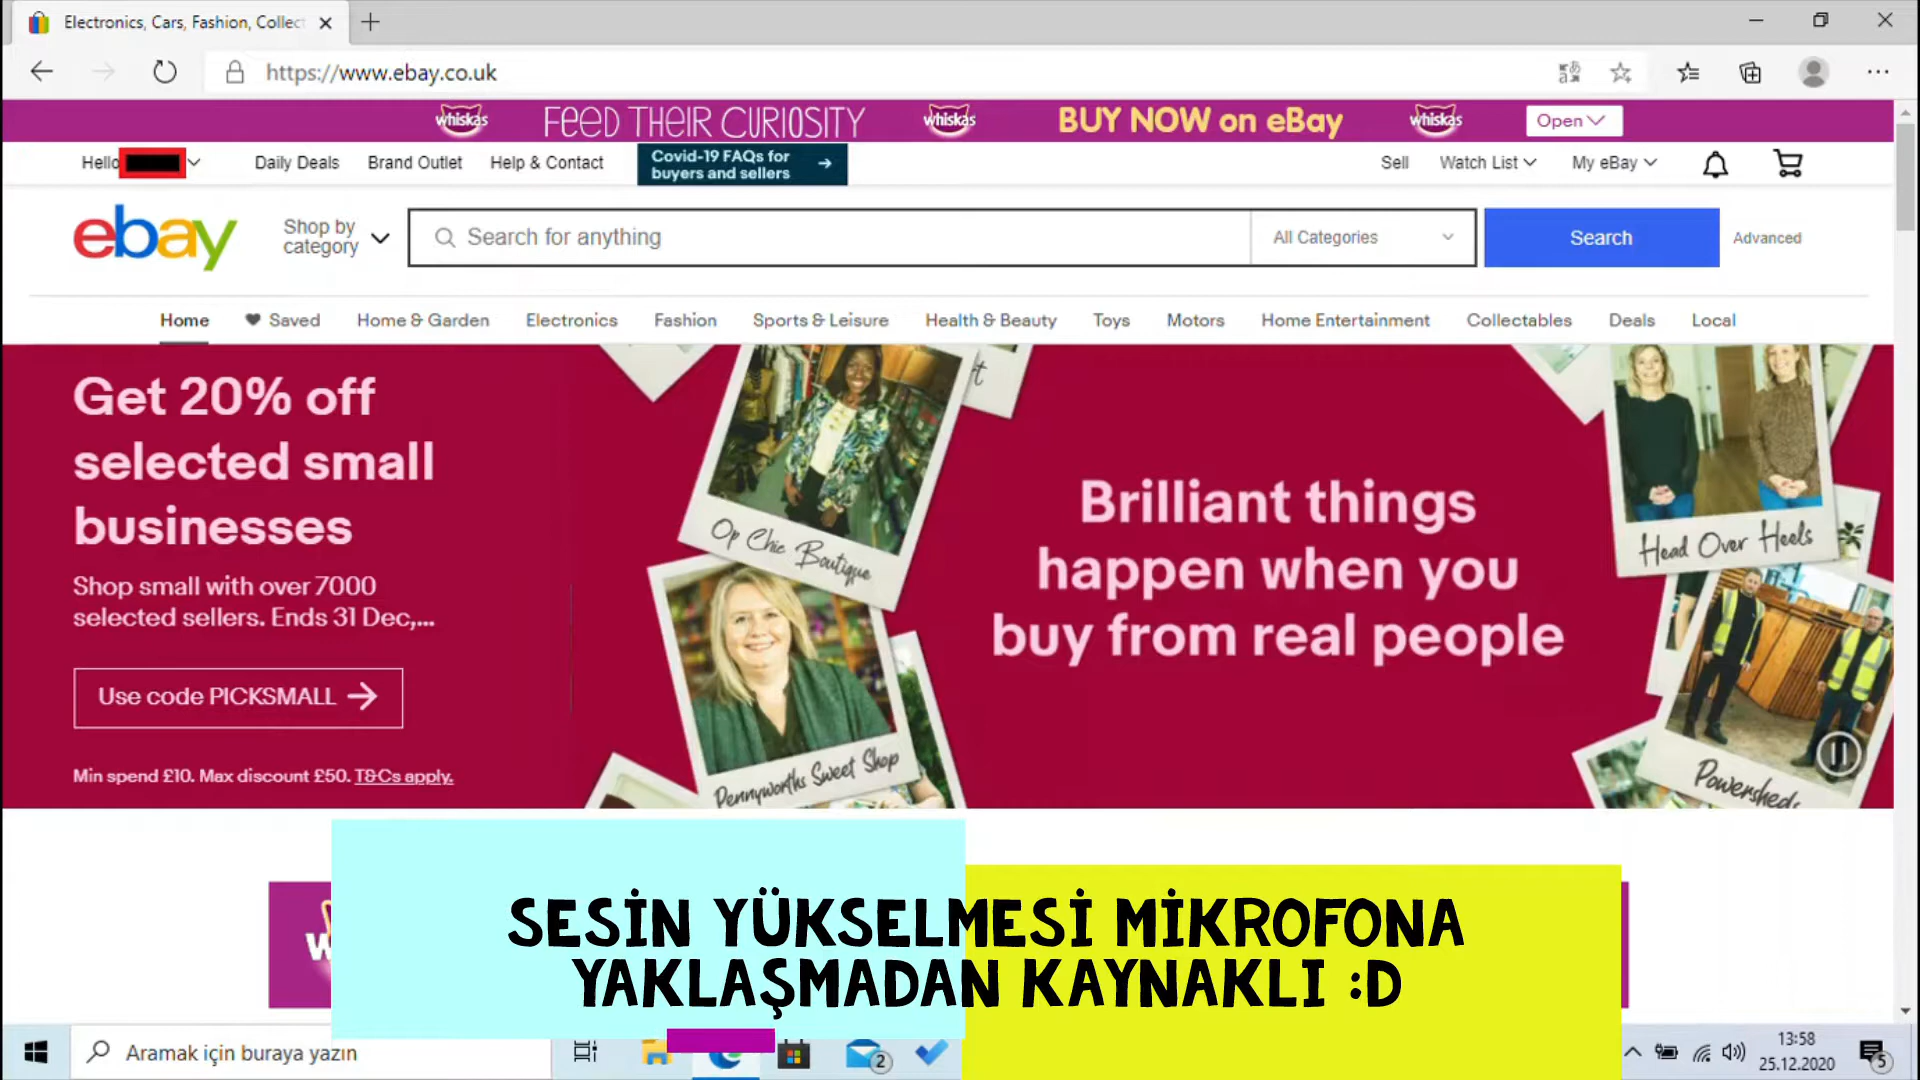 Electronics, Cars, Fashion, Collect
https://www.ebay.co.uk
whiskas FEED THEIR CURIOSITY whiskas BUY NOW on eBay whiskas Open
Hello Daily Deals Brand Outlet Help & Contact Covid-19 FAQs for buyers and sellers → Sell Watch List My eBay
ebay Shop by category Search for anything All Categories Search Advanced
Home Saved Home & Garden Electronics Fashion Sports & Leisure Health & Beauty Toys Motors Home Entertainment Collectables Deals Local
Get 20% off
selected small
businesses
Shop small with over 7000
selected sellers. Ends 31 Dec,...
Use code PICKSMALL →
Min spend £10. Max discount £50. T&Cs apply.
Op Chic Boutique
Pennyworths Sweet Shop
Brilliant things
happen when you
buy from real people
Head Over Heels
Powersheds
SESİN YÜKSELMESİ MİKROFONA
YAKLAŞMADAN KAYNAKLI :D
Aramak için buraya yazın
2
13:58
25.12.2020
5